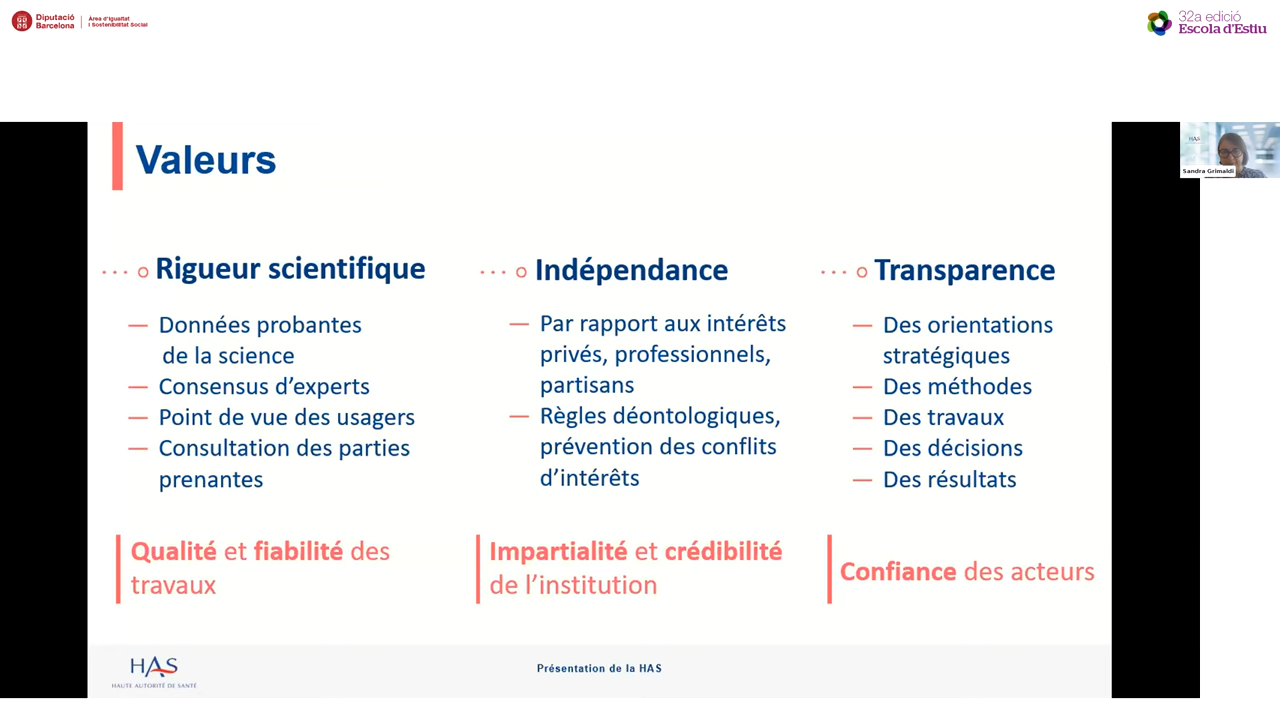 Diputació
Barcelona
Àrea d'Igualtat
i Sostenibilitat Social
32a edició
Escola d'Estiu
Valeurs
HAS
Sandra Grimaldi
Rigueur scientifique
— Données probantes
de la science
— Consensus d'experts
— Point de vue des usagers
— Consultation des parties
prenantes
Qualité et fiabilité des
travaux
Indépendance
— Par rapport aux intérêts
privés, professionnels,
partisans
— Règles déontologiques,
prévention des conflits
d'intérêts
Impartialité et crédibilité
de l'institution
Transparence
— Des orientations
stratégiques
— Des méthodes
— Des travaux
— Des décisions
— Des résultats
Confiance des acteurs
HAS
HAUTE AUTORITÉ DE SANTÉ
Présentation de la HAS